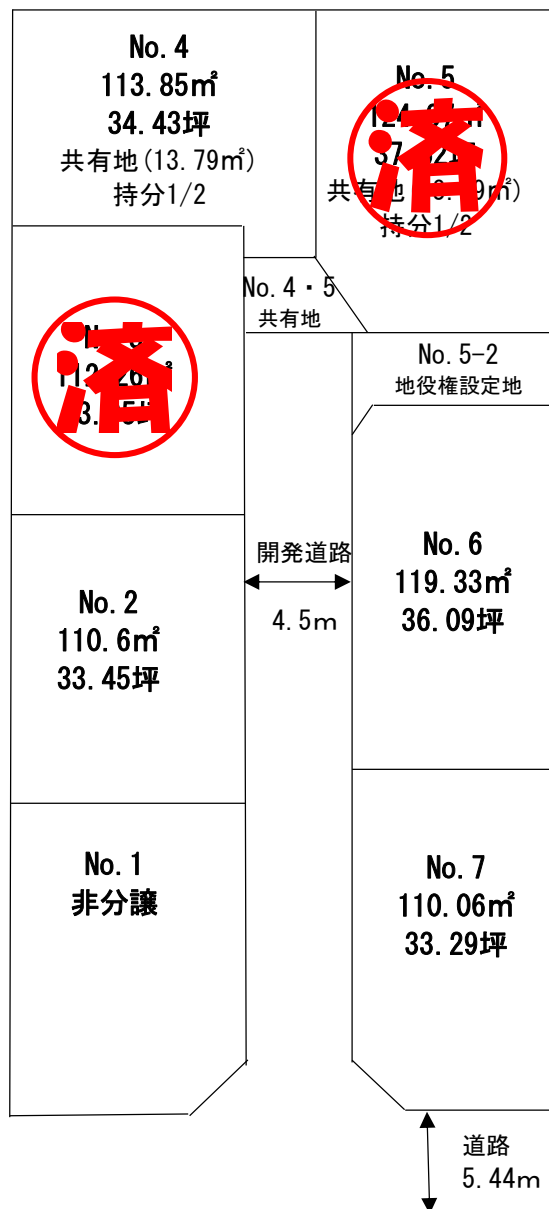 No.4
113.85㎡
34.43坪
共有地(13.79㎡)
持分1/2
No.5
済
共有地
持分1/2
No.4・5
共有地
No.5-2
地役権設定地
済
開発道路
4.5m
No.6
119.33㎡
36.09坪
No.2
110.6㎡
33.45坪
No.1
非分譲
No.7
110.06㎡
33.29坪
道路
5.44m